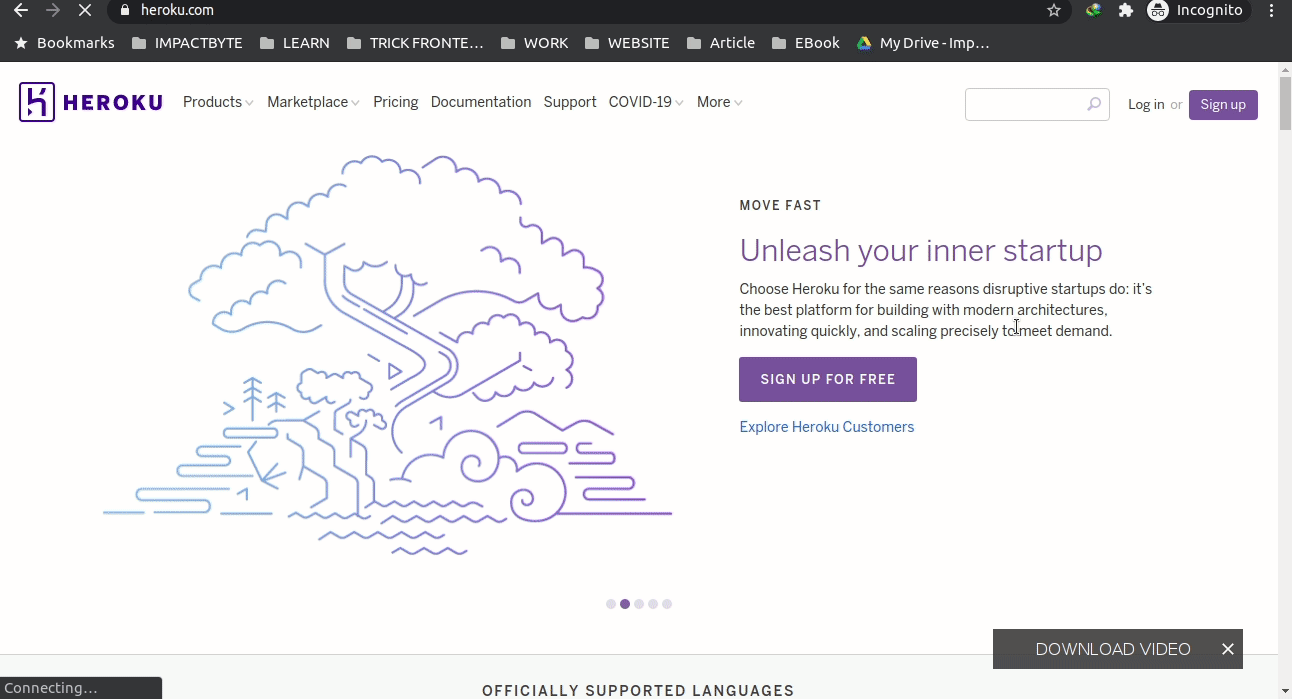 heroku.com
Incognito
Bookmarks IMPACTBYTE LEARN TRICK FRONTE… WORK WEBSITE Article EBook My Drive - Imp…
HEROKU Products Marketplace Pricing Documentation Support COVID-19 More Log in or Sign up
MOVE FAST
Unleash your inner startup
Choose Heroku for the same reasons disruptive startups do: it's
the best platform for building with modern architectures,
innovating quickly, and scaling precisely to meet demand.
SIGN UP FOR FREE
Explore Heroku Customers
DOWNLOAD VIDEO
Connecting…
OFFICIALLY SUPPORTED LANGUAGES